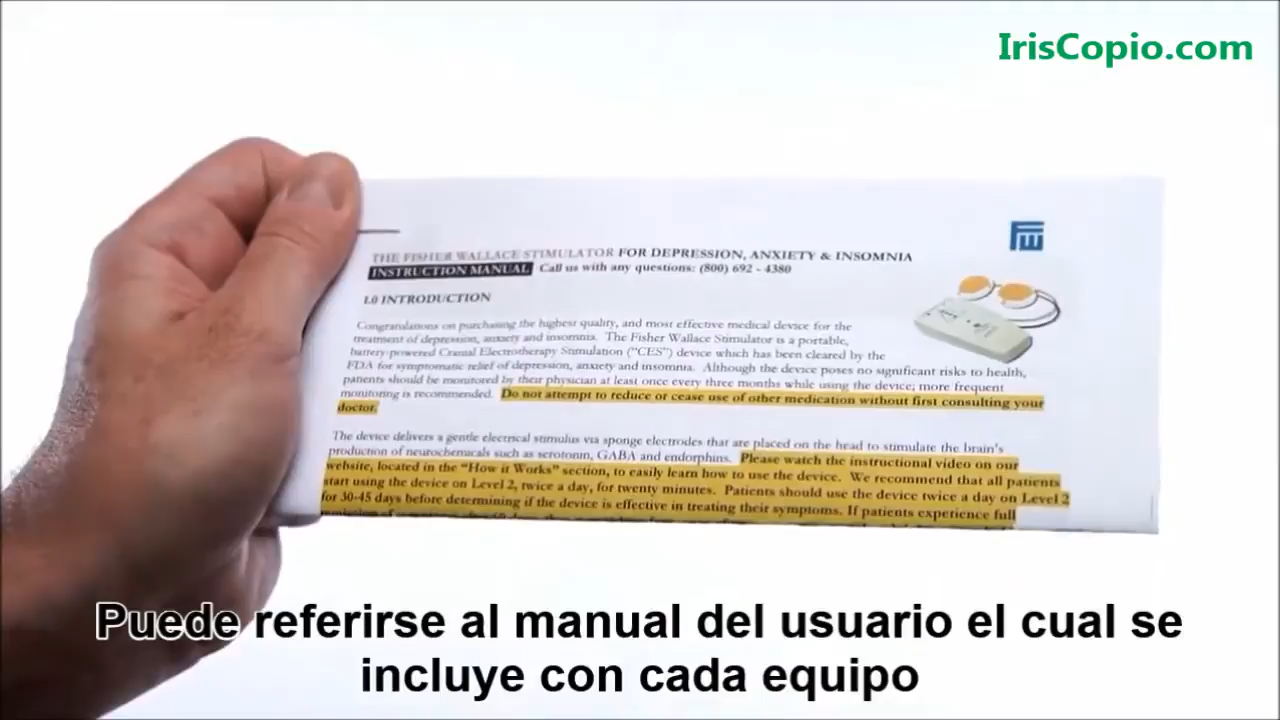 IrisCopio.com
FW
THE FISHER WALLACE STIMULATOR FOR DEPRESSION, ANXIETY & INSOMNIA
INSTRUCTION MANUAL Call us with any questions: (800) 692 - 4380
1.0 INTRODUCTION
Congratulations on purchasing the highest quality, and most effective medical device for the
treatment of depression, anxiety and insomnia. The Fisher Wallace Stimulator is a portable,
battery-powered Cranial Electrotherapy Stimulation ("CES") device which has been cleared by the
FDA for symptomatic relief of depression, anxiety and insomnia. Although the device poses no significant risks to health,
patients should be monitored by their physician at least once every three months while using the device; more frequent
monitoring is recommended. Do not attempt to reduce or cease use of other medication without first consulting your
doctor.
The device delivers a gentle electrical stimulus via sponge electrodes that are placed on the head to stimulate the brain's
production of neurochemicals such as serotonin, GABA and endorphins. Please watch the instructional video on our
website, located in the "How it Works" section, to easily learn how to use the device. We recommend that all patients
start using the device on Level 2, twice a day, for twenty minutes. Patients should use the device twice a day on Level 2
for 30-45 days before determining if the device is effective in treating their symptoms. If patients experience full
Puede referirse al manual del usuario el cual se
incluye con cada equipo